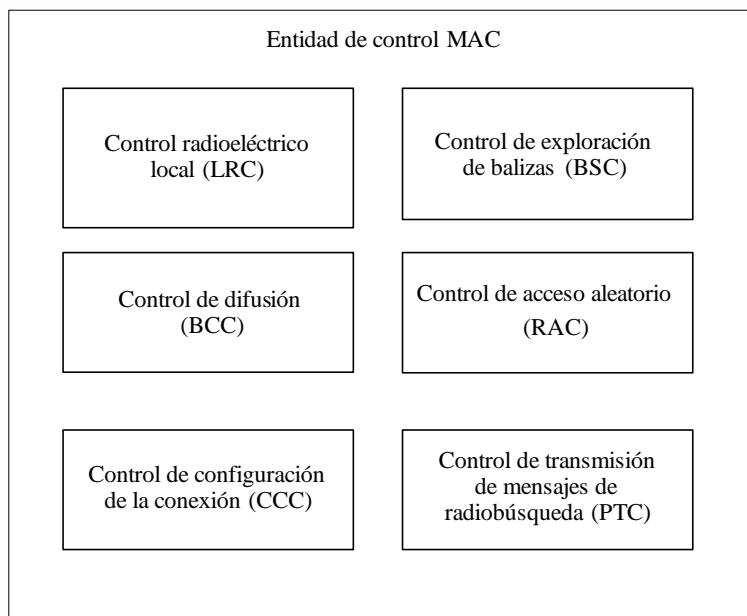 Entidad de control MAC
Control radioeléctrico
local (LRC)
Control de exploración
de balizas (BSC)
Control de difusión
(BCC)
Control de acceso aleatorio
(RAC)
Control de configuración
de la conexión (CCC)
Control de transmisión
de mensajes de
radiobúsqueda (PTC)